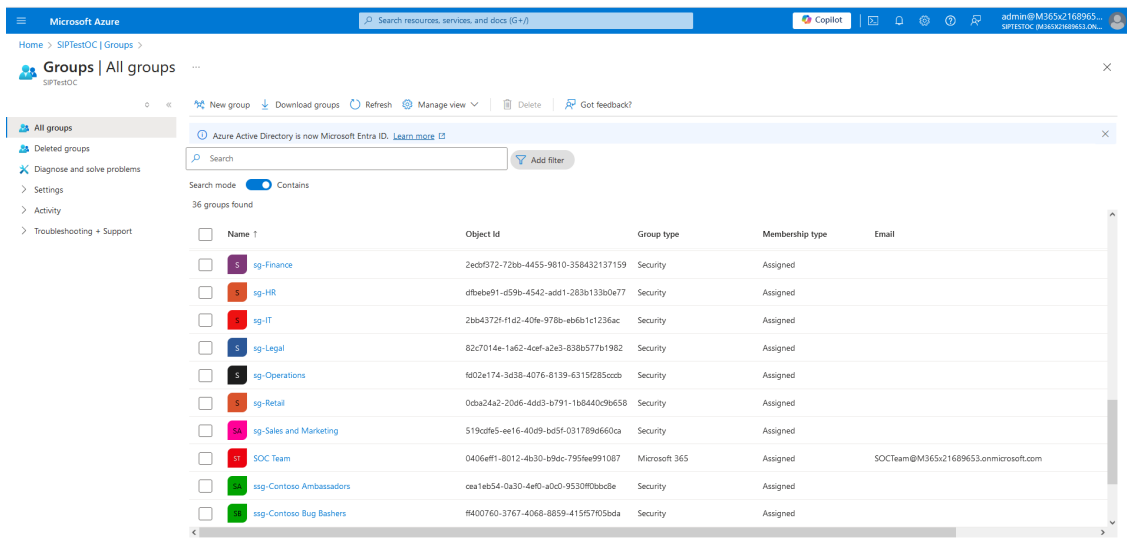 Microsoft Azure
Search resources, services, and docs (G+/)
Copilot
admin@M365x2168965...
SIPTESTOC (M365X21689653.ON...
Home > SIPTestOC | Groups >
Groups | All groups ...
SIPTestOC
New group Download groups Refresh Manage view Delete Got feedback?
All groups
Deleted groups
Diagnose and solve problems
Settings
Activity
Troubleshooting + Support
Azure Active Directory is now Microsoft Entra ID. Learn more
Search
Add filter
Search mode Contains
36 groups found
Name ↑ Object Id Group type Membership type Email
S sg-Finance 2ecbf372-72bb-4455-9810-358432137159 Security Assigned
S sg-HR dfbebe91-d59b-4542-add1-283b133b0e77 Security Assigned
S sg-IT 2bb4372f-f1d2-40fe-978b-eb6b1c1236ac Security Assigned
S sg-Legal 82c7014e-1a62-4cef-a2e3-838b577b1982 Security Assigned
S sg-Operations fd02e174-3d38-4076-8139-6315f285cccb Security Assigned
S sg-Retail 0cba24a2-20d6-4dd3-b791-1b8440c9b658 Security Assigned
SA sg-Sales and Marketing 519cdfe5-ee16-40d9-bd5f-031789d660ca Security Assigned
ST SOC Team 0406eff1-8012-4b30-b9dc-795fee991087 Microsoft 365 Assigned SOCTeam@M365x21689653.onmicrosoft.com
SA ssg-Contoso Ambassadors cea1eb54-0a30-4ef0-a0c0-9530ff0bbc8e Security Assigned
SB ssg-Contoso Bug Bashers ff400760-3767-4068-8859-415f57f05bda Security Assigned